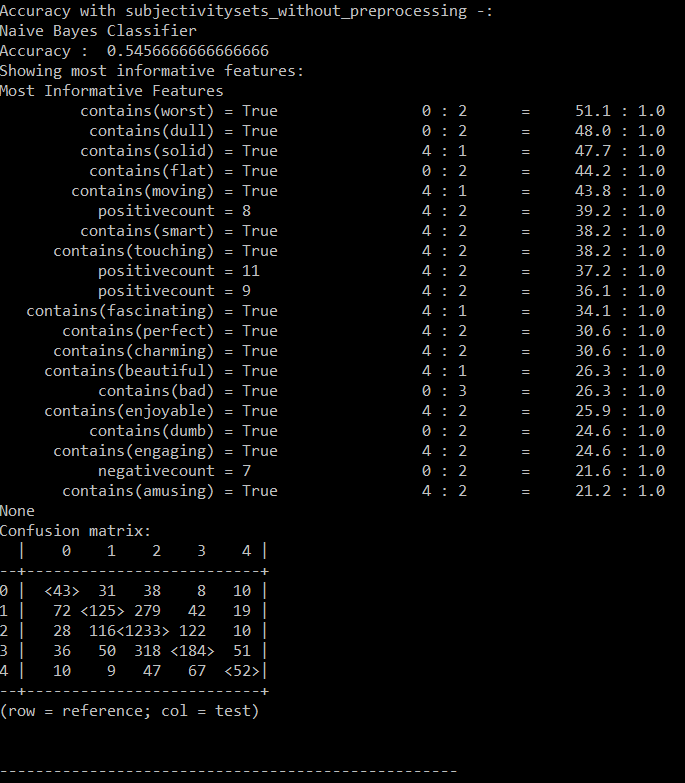 Accuracy with subjectivitysets_without_preprocessing -:
Naive Bayes Classifier
Accuracy :  0.5456666666666666
Showing most informative features:
Most Informative Features
         contains(worst) = True                0 : 2      =     51.1 : 1.0
          contains(dull) = True                0 : 2      =     48.0 : 1.0
         contains(solid) = True                4 : 1      =     47.7 : 1.0
          contains(flat) = True                0 : 2      =     44.2 : 1.0
        contains(moving) = True                4 : 1      =     43.8 : 1.0
           positivecount = 8                   4 : 2      =     39.2 : 1.0
         contains(smart) = True                4 : 2      =     38.2 : 1.0
      contains(touching) = True                4 : 2      =     38.2 : 1.0
           positivecount = 11                  4 : 2      =     37.2 : 1.0
           positivecount = 9                   4 : 2      =     36.1 : 1.0
   contains(fascinating) = True                4 : 1      =     34.1 : 1.0
       contains(perfect) = True                4 : 2      =     30.6 : 1.0
      contains(charming) = True                4 : 2      =     30.6 : 1.0
     contains(beautiful) = True                4 : 1      =     26.3 : 1.0
           contains(bad) = True                0 : 3      =     26.3 : 1.0
     contains(enjoyable) = True                4 : 2      =     25.9 : 1.0
          contains(dumb) = True                0 : 2      =     24.6 : 1.0
      contains(engaging) = True                4 : 2      =     24.6 : 1.0
           negativecount = 7                   0 : 2      =     21.6 : 1.0
       contains(amusing) = True                4 : 2      =     21.2 : 1.0
None
Confusion matrix:
  |    0    1    2    3    4 |
--+--------------------------+
0 |  <43>  31   38    8   10 |
1 |   72 <125> 279   42   19 |
2 |   28  116<1233> 122   10 |
3 |   36   50  318 <184>  51 |
4 |   10    9   47   67  <52>|
--+--------------------------+
(row = reference; col = test)
---------------------------------------------------